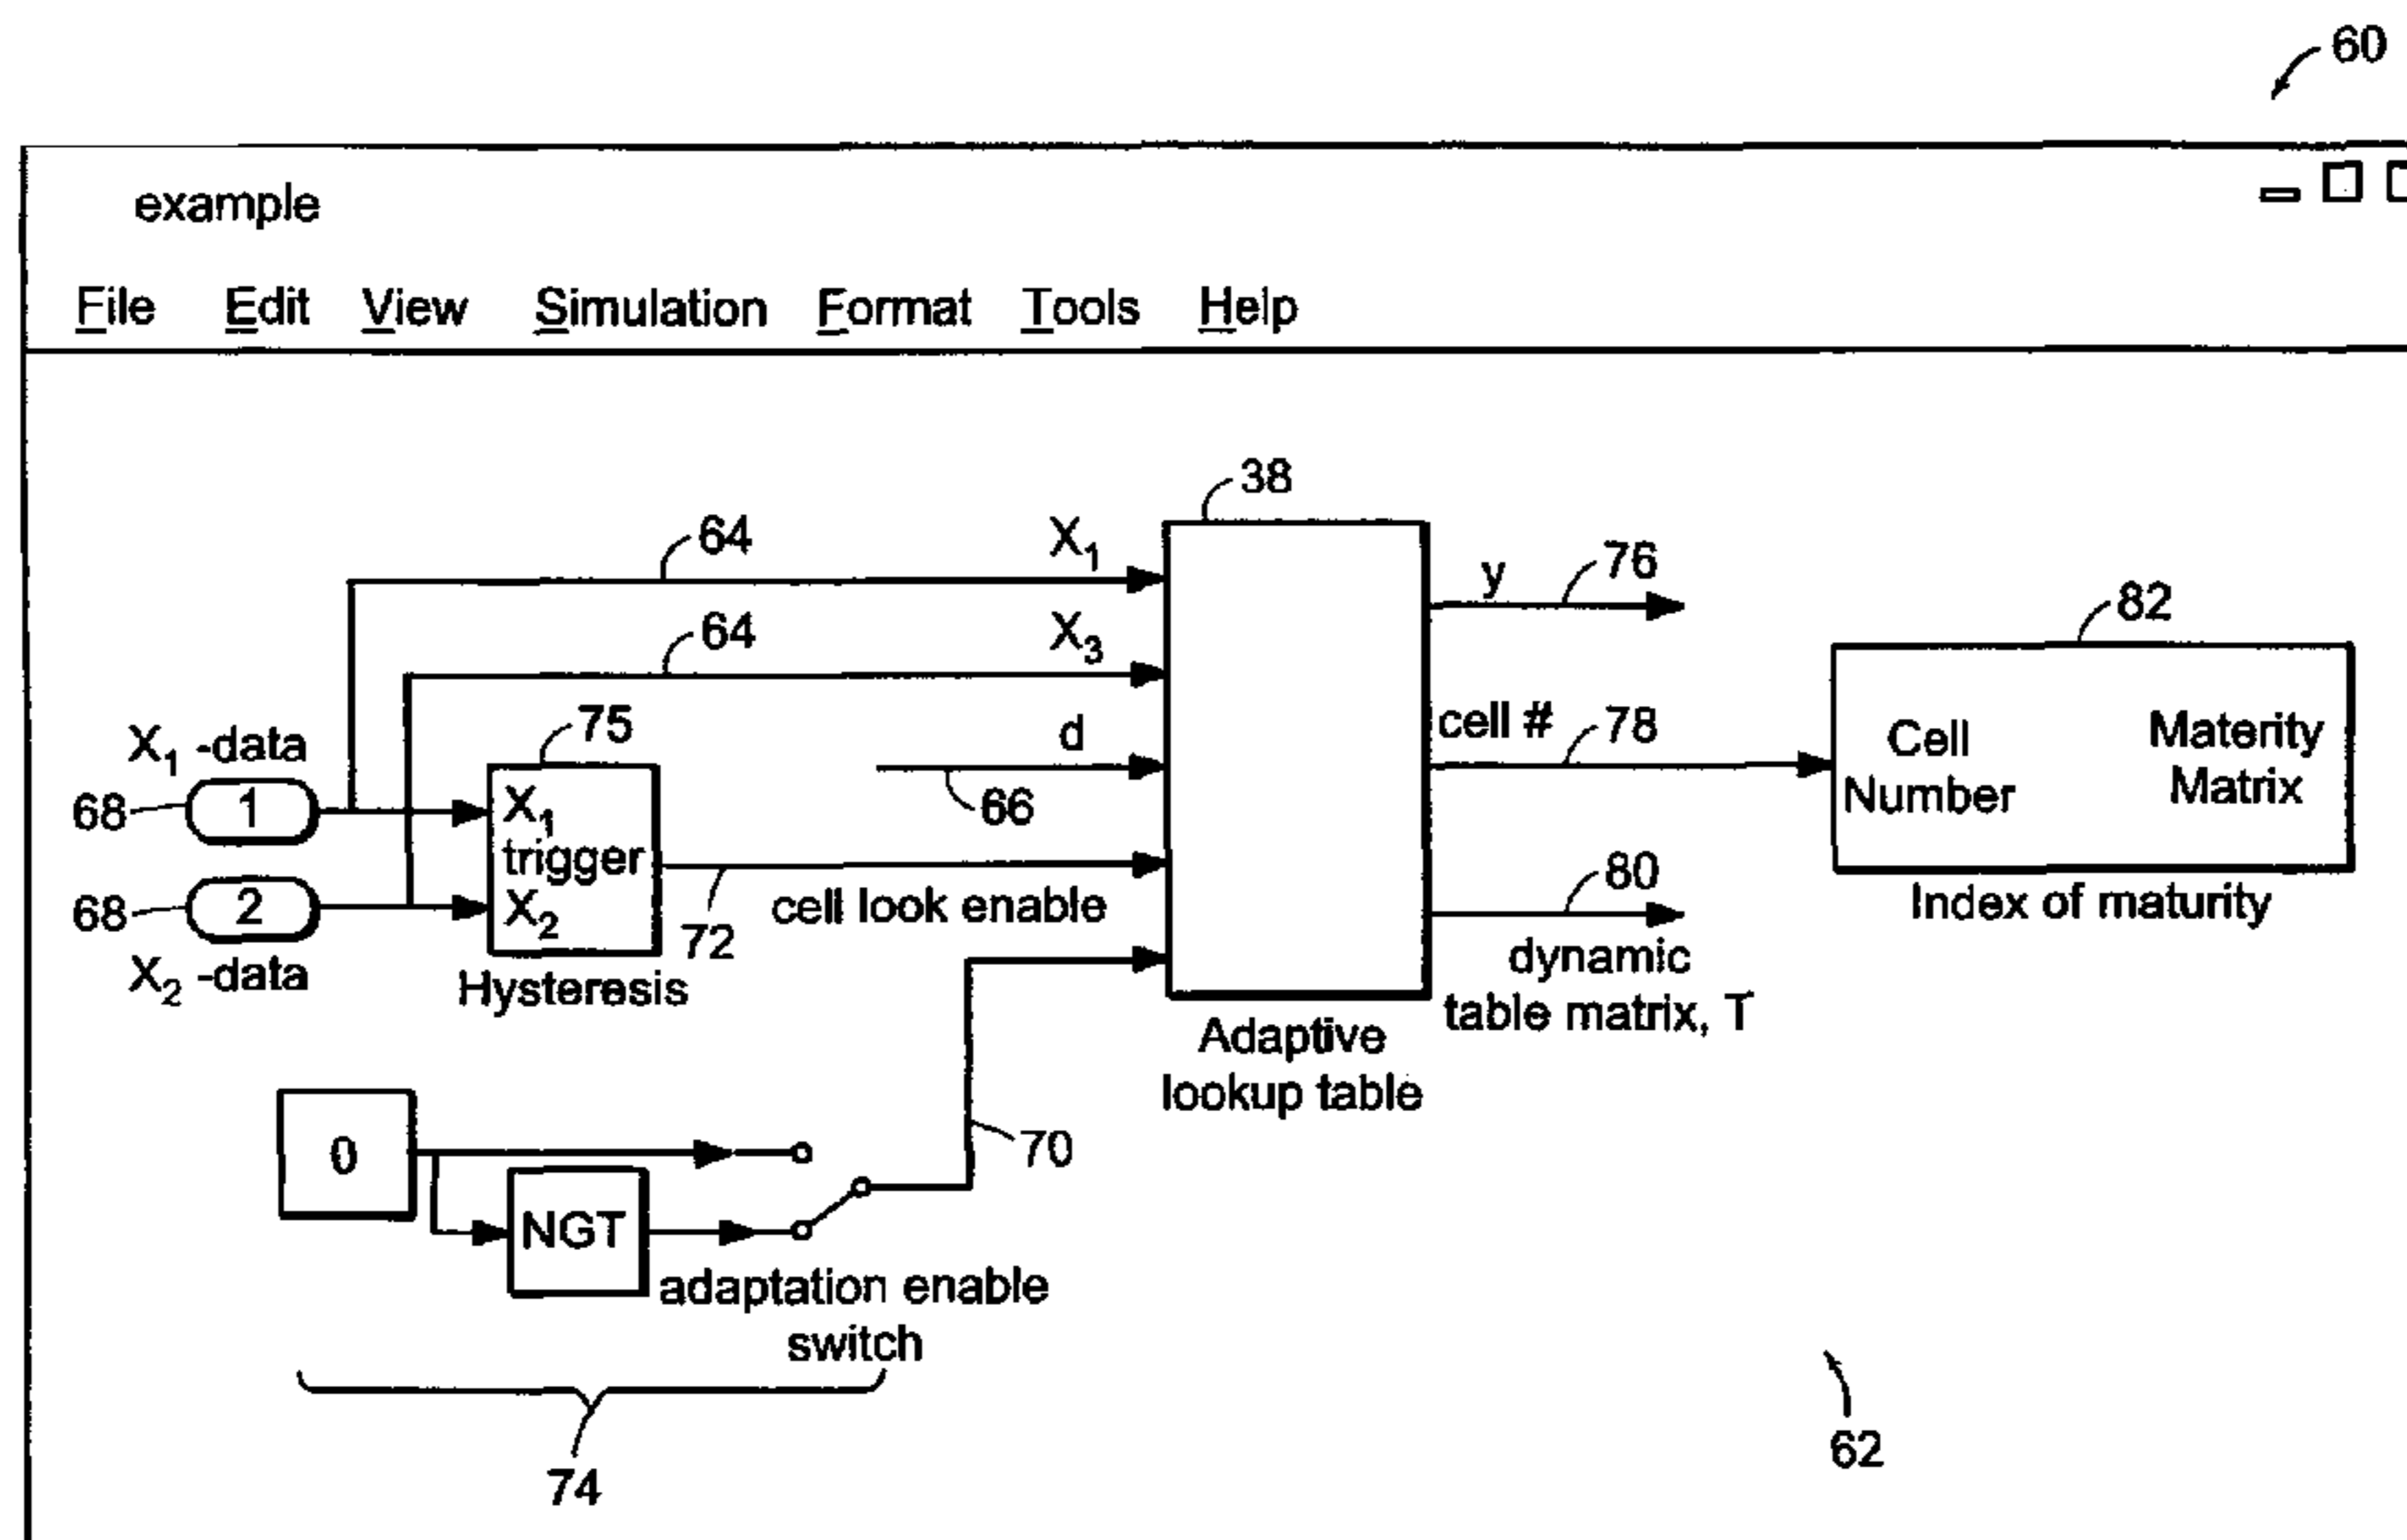 60
example
File Edit View Simulation Format Tools Help
38
64
X1
y
76
64
X3
82
75
d
cell #
78
X1 -data
Cell Number
Materity Matrix
68
1
X1
66
trigger
80
68
2
X2
72
cell look enable
Index of maturity
X2 -data
Hysteresis
dynamic
table matrix, T
Adaptive
lookup table
0
70
NGT
adaptation enable
switch
74
62